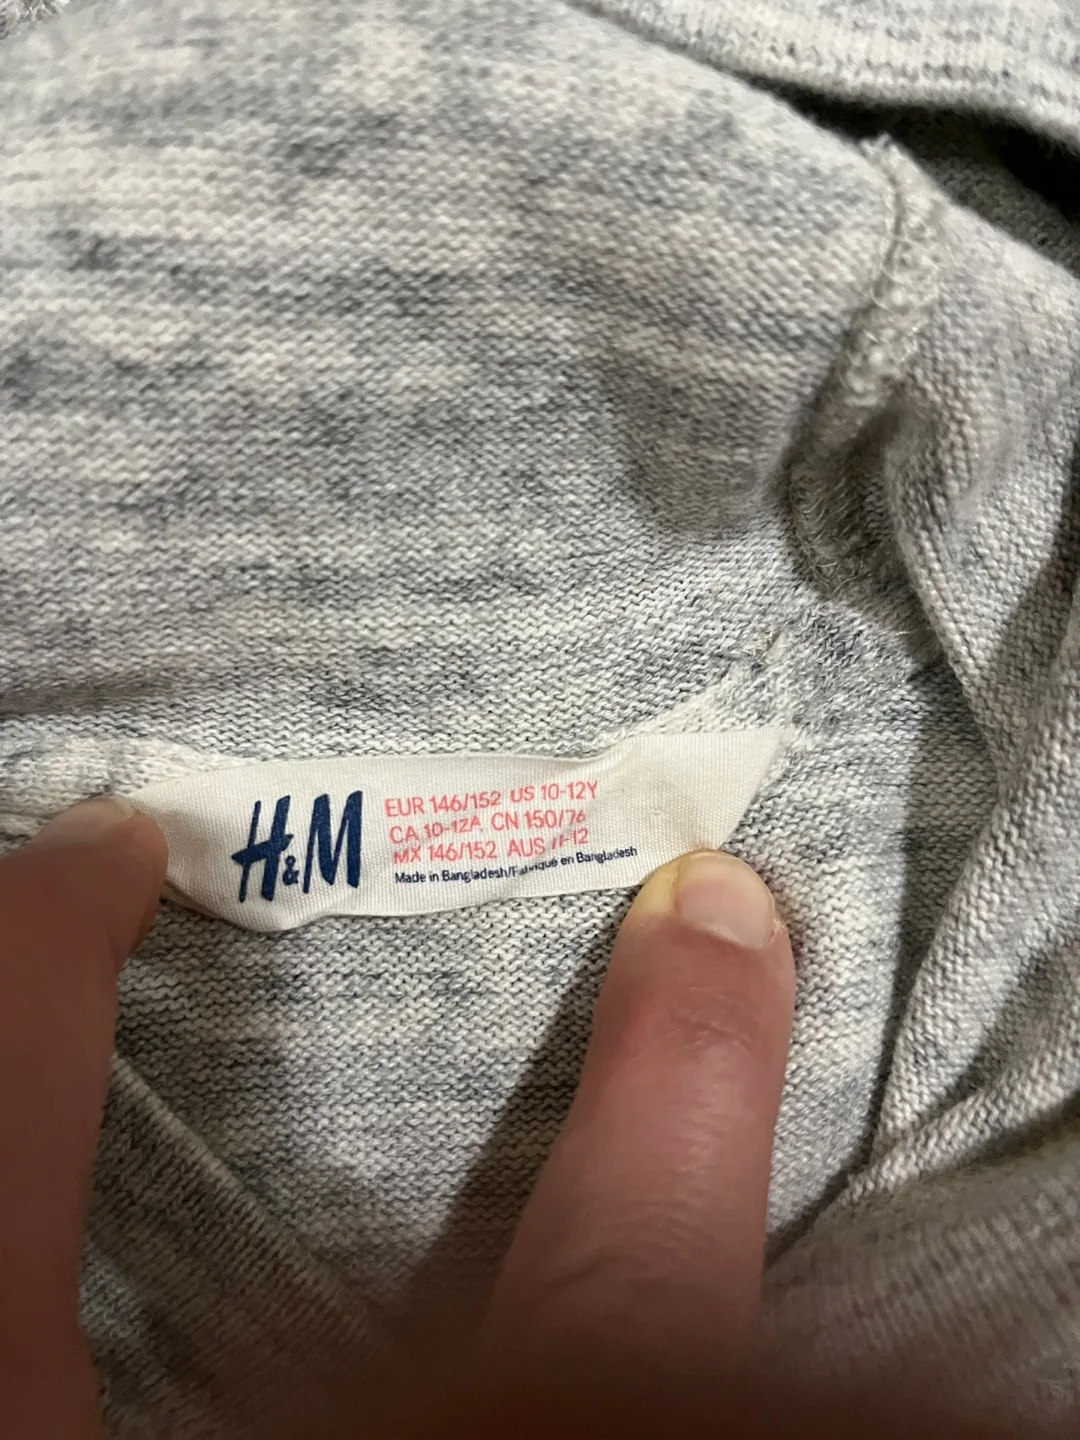 H&M
EUR 146/152 US 10-12Y
CA 10-12A CN 150/76
MX 146/152 AUS
Made in Bangladesh/Fabriqué en Bangladesh